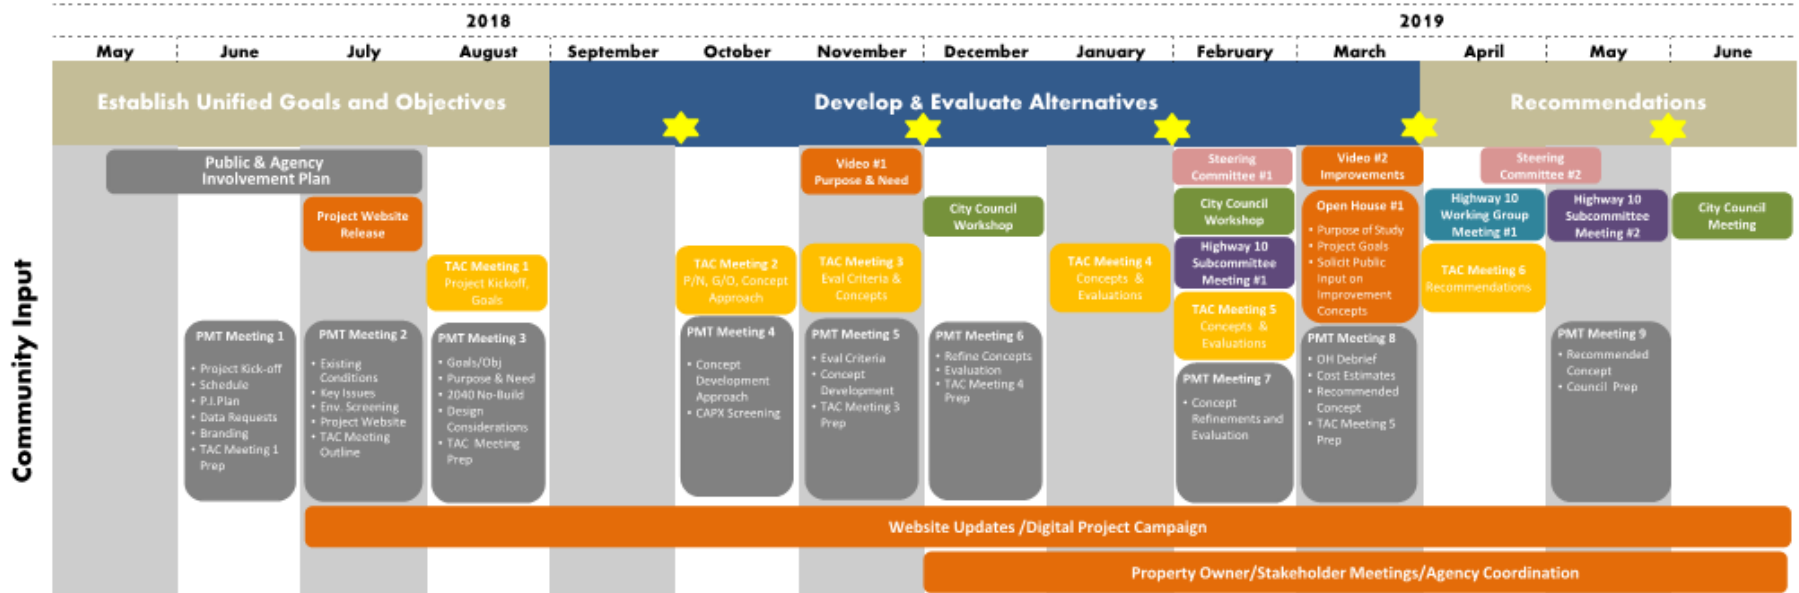 2018
2019
May
June
July
August
September
October
November
December
January
February
March
April
May
June
Establish Unified Goals and Objectives
Develop & Evaluate Alternatives
Recommendations
Community Input
Public & Agency
Involvement Plan
Project Website
Release
TAC Meeting 1
Project Kickoff,
Goals
PMT Meeting 1
• Project Kick-off
• Schedule
• P.I.Plan
• Data Requests
• Branding
• TAC Meeting 1
Prep
PMT Meeting 2
• Existing
Conditions
• Key Issues
• Env. Screening
• Project Website
• TAC Meeting
Outline
PMT Meeting 3
• Goals/Obj
• Purpose & Need
• 2040 No-Build
• Design
Considerations
• TAC Meeting
Prep
TAC Meeting 2
P/N, G/O, Concept
Approach
PMT Meeting 4
• Concept
Development
Approach
• CAPX Screening
Video #1
Purpose & Need
TAC Meeting 3
Eval Criteria &
Concepts
PMT Meeting 5
• Eval Criteria
• Concept
Development
• TAC Meeting 3
Prep
City Council
Workshop
PMT Meeting 6
• Refine Concepts
• Evaluation
• TAC Meeting 4
Prep
TAC Meeting 4
Concepts &
Evaluations
Steering
Committee #1
City Council
Workshop
Highway 10
Subcommittee
Meeting #1
TAC Meeting 5
Concepts &
Evaluations
PMT Meeting 7
• Concept
Refinements and
Evaluation
Video #2
Improvements
Open House #1
• Purpose of Study
• Project Goals
• Solicit Public
Input on
Improvement
Concepts
PMT Meeting 8
• OH Debrief
• Cost Estimates
• Recommended
Concept
• TAC Meeting 5
Prep
Steering
Committee #2
Highway 10
Working Group
Meeting #1
TAC Meeting 6
Recommendations
Highway 10
Subcommittee
Meeting #2
PMT Meeting 9
• Recommended
Concept
• Council Prep
City Council
Meeting
Website Updates /Digital Project Campaign
Property Owner/Stakeholder Meetings/Agency Coordination